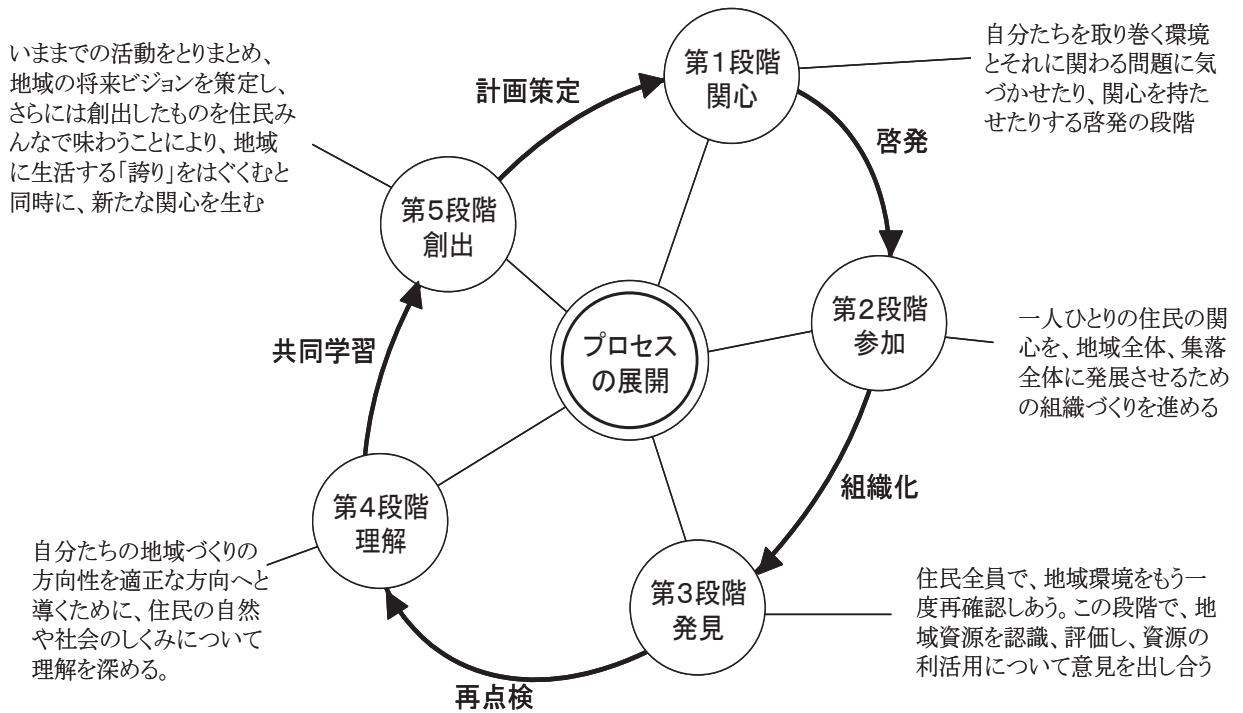 いままでの活動をとりまとめ、
地域の将来ビジョンを策定し、
さらには創出したものを住民み
んなで味わうことにより、地域
に生活する「誇り」をはぐくむと
同時に、新たな関心を生む
計画策定
第1段階
関心
自分たちを取り巻く環境
とそれに関わる問題に気
づかせたり、関心を持た
せたりする啓発の段階
啓発
第5段階
創出
第2段階
参加
一人ひとりの住民の関
心を、地域全体、集落
全体に発展させるため
の組織づくりを進める
プロセス
の展開
共同学習
組織化
第4段階
理解
自分たちの地域づくりの
方向性を適正な方向へと
導くために、住民の自然
や社会のしくみについて
理解を深める。
第3段階
発見
住民全員で、地域環境をもう一
度再確認しあう。この段階で、地
域資源を認識、評価し、資源の
利活用について意見を出し合う
再点検